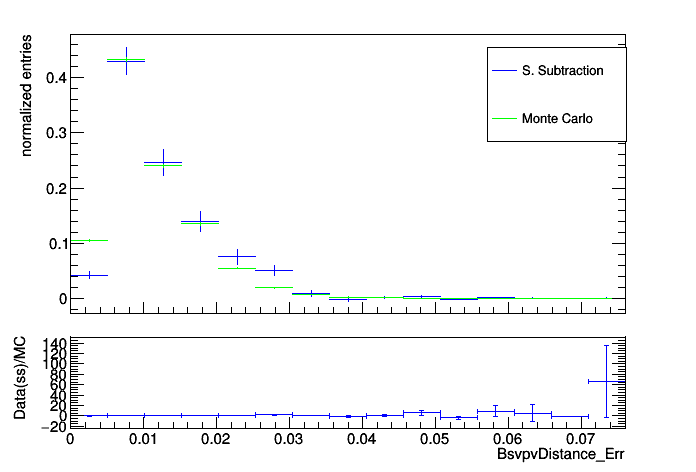 normalized entries
0.4
0.3
0.2
0.1
0
S. Subtraction
Monte Carlo
Data(ss)/MC
140
120
100
80
60
40
20
0
−20
0 0.01 0.02 0.03 0.04 0.05 0.06 0.07
BsvpvDistance_Err